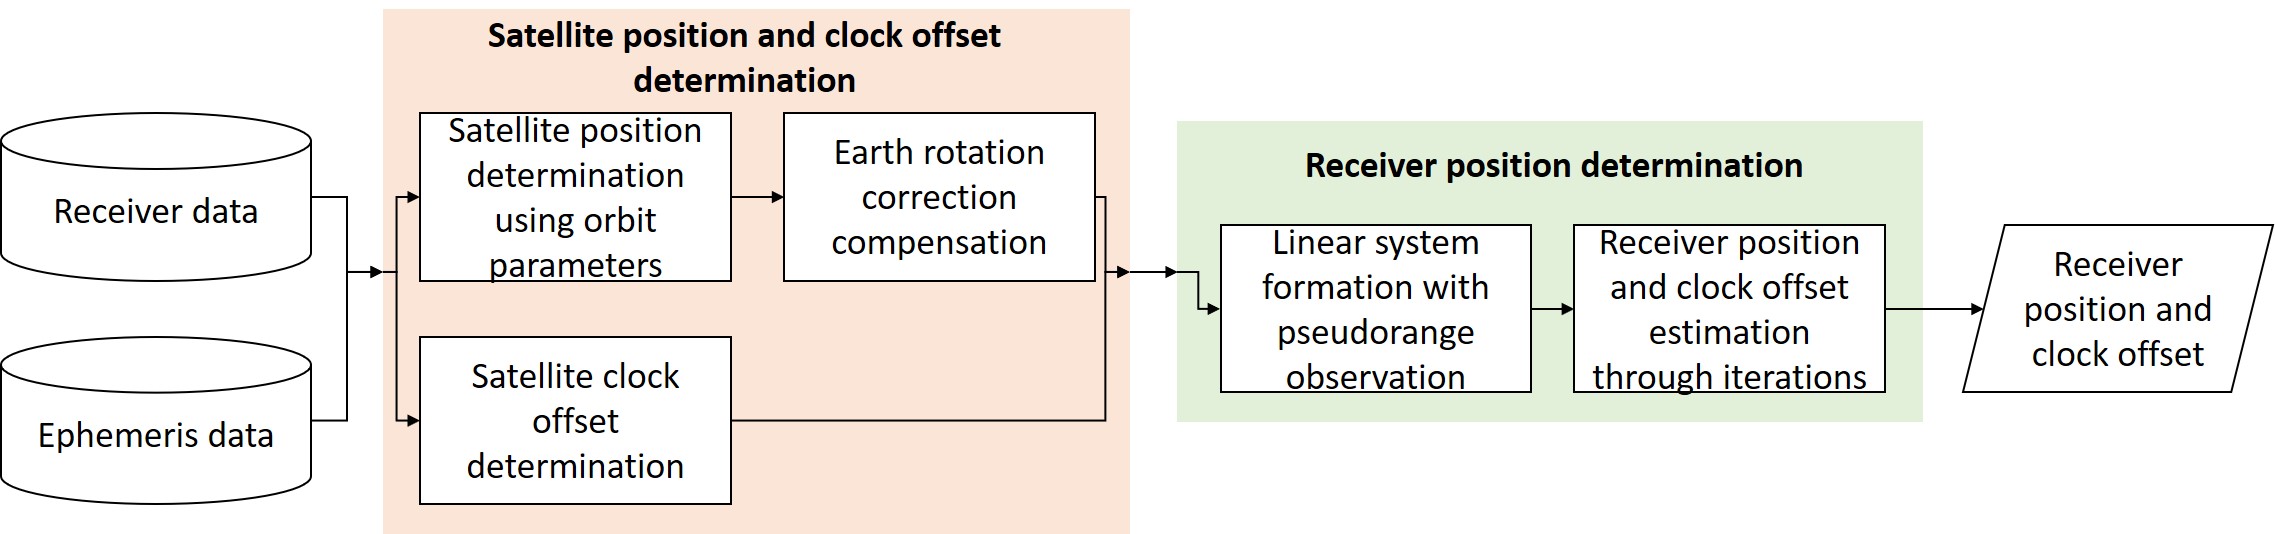 Satellite position and clock offset
determination
Receiver data
Ephemeris data
Satellite position
determination
using orbit
parameters
Earth rotation
correction
compensation
Satellite clock
offset
determination
Receiver position determination
Linear system
formation with
pseudorange
observation
Receiver position
and clock offset
estimation
through iterations
Receiver
position and
clock offset